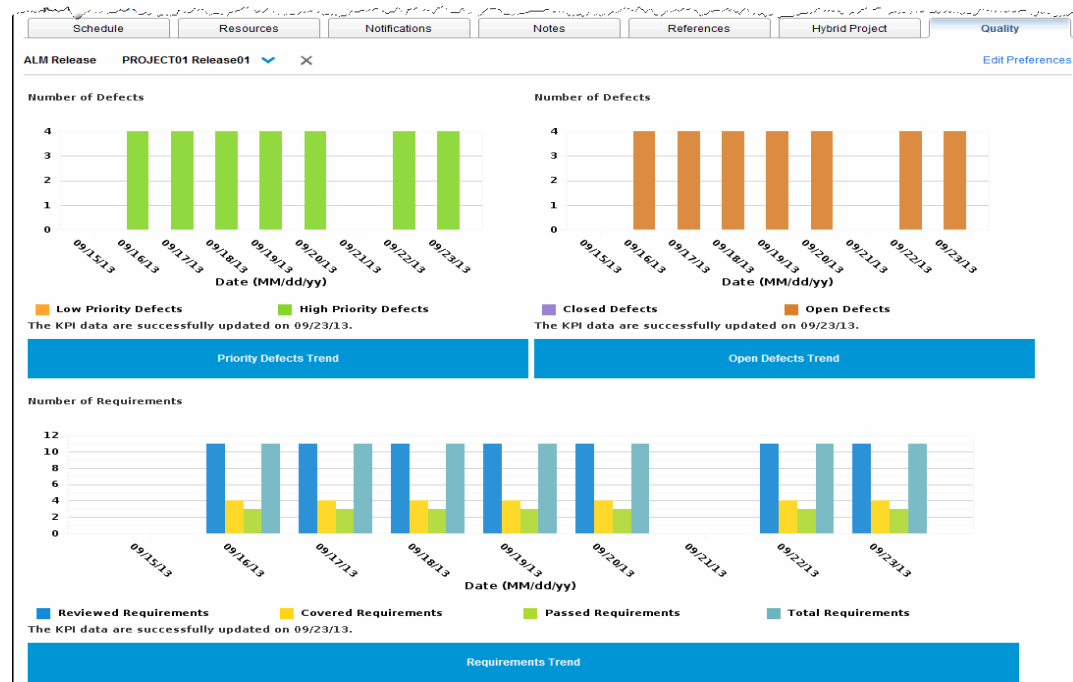 Schedule Resources Notifications Notes References Hybrid Project Quality
ALM Release PROJECT01 Release01 Edit Preferences
Number of Defects
4
3
2
1
0
09/15/13 09/16/13 09/17/13 09/18/13 09/19/13 09/20/13 09/21/13 09/22/13 09/23/13
Date (MM/dd/yy)
Low Priority Defects High Priority Defects
The KPI data are successfully updated on 09/23/13.
Priority Defects Trend
Number of Defects
4
3
2
1
0
09/15/13 09/16/13 09/17/13 09/18/13 09/19/13 09/20/13 09/21/13 09/22/13 09/23/13
Date (MM/dd/yy)
Closed Defects Open Defects
The KPI data are successfully updated on 09/23/13.
Open Defects Trend
Number of Requirements
12
10
8
6
4
2
0
09/15/13 09/16/13 09/17/13 09/18/13 09/19/13 09/20/13 09/21/13 09/22/13 09/23/13
Date (MM/dd/yy)
Reviewed Requirements Covered Requirements Passed Requirements Total Requirements
The KPI data are successfully updated on 09/23/13.
Requirements Trend